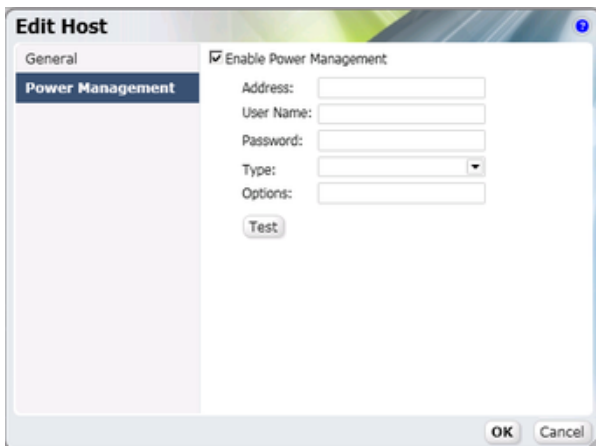 Edit Host
?
General
Power Management
Enable Power Management
Address:
User Name:
Password:
Type:
Options:
Test
OK
Cancel